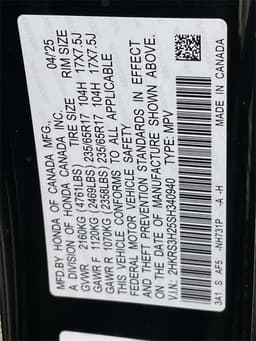 MFD. BY HONDA OF CANADA MFG. 04/25
A DIVISION OF HONDA CANADA INC.
TIRE SIZE RIM SIZE
GVWR 2160KG (4761LBS)
GAWR F 1120KG (2469LBS) 235/65R17 104H 17X7.5J
GAWR R 1070KG (2358LBS) 235/65R17 104H 17X7.5J
THIS VEHICLE CONFORMS TO ALL APPLICABLE
FEDERAL MOTOR VEHICLE SAFETY
AND THEFT PREVENTION STANDARDS IN EFFECT
ON THE DATE OF MANUFACTURE SHOWN ABOVE.
V.I.N.: 2HKRS3H25SH340940 TYPE: MPV
3A1 S AF5 -NH731P -A -H
MADE IN CANADA